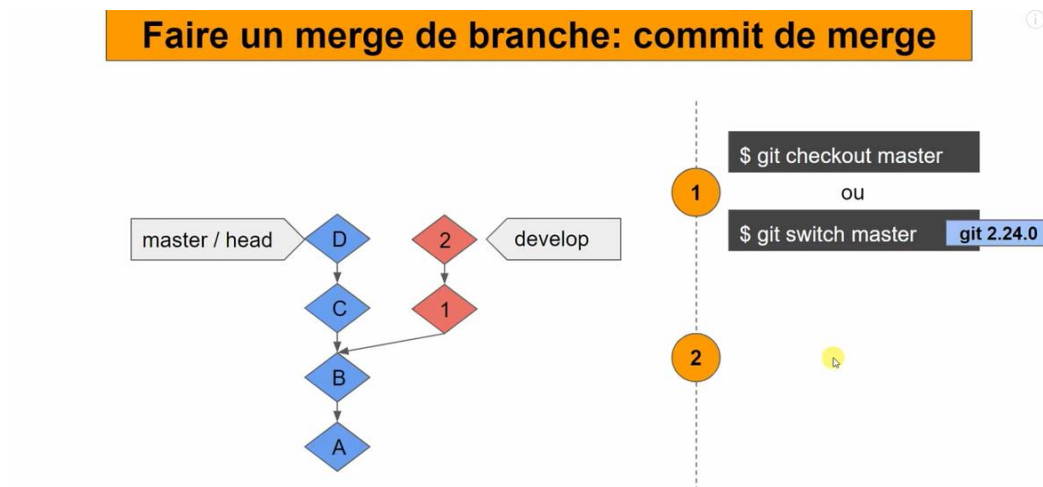 Faire un merge de branche: commit de merge
$ git checkout master
1
ou
$ git switch master
git 2.24.0
master / head
D
2
develop
C
1
B
A
2